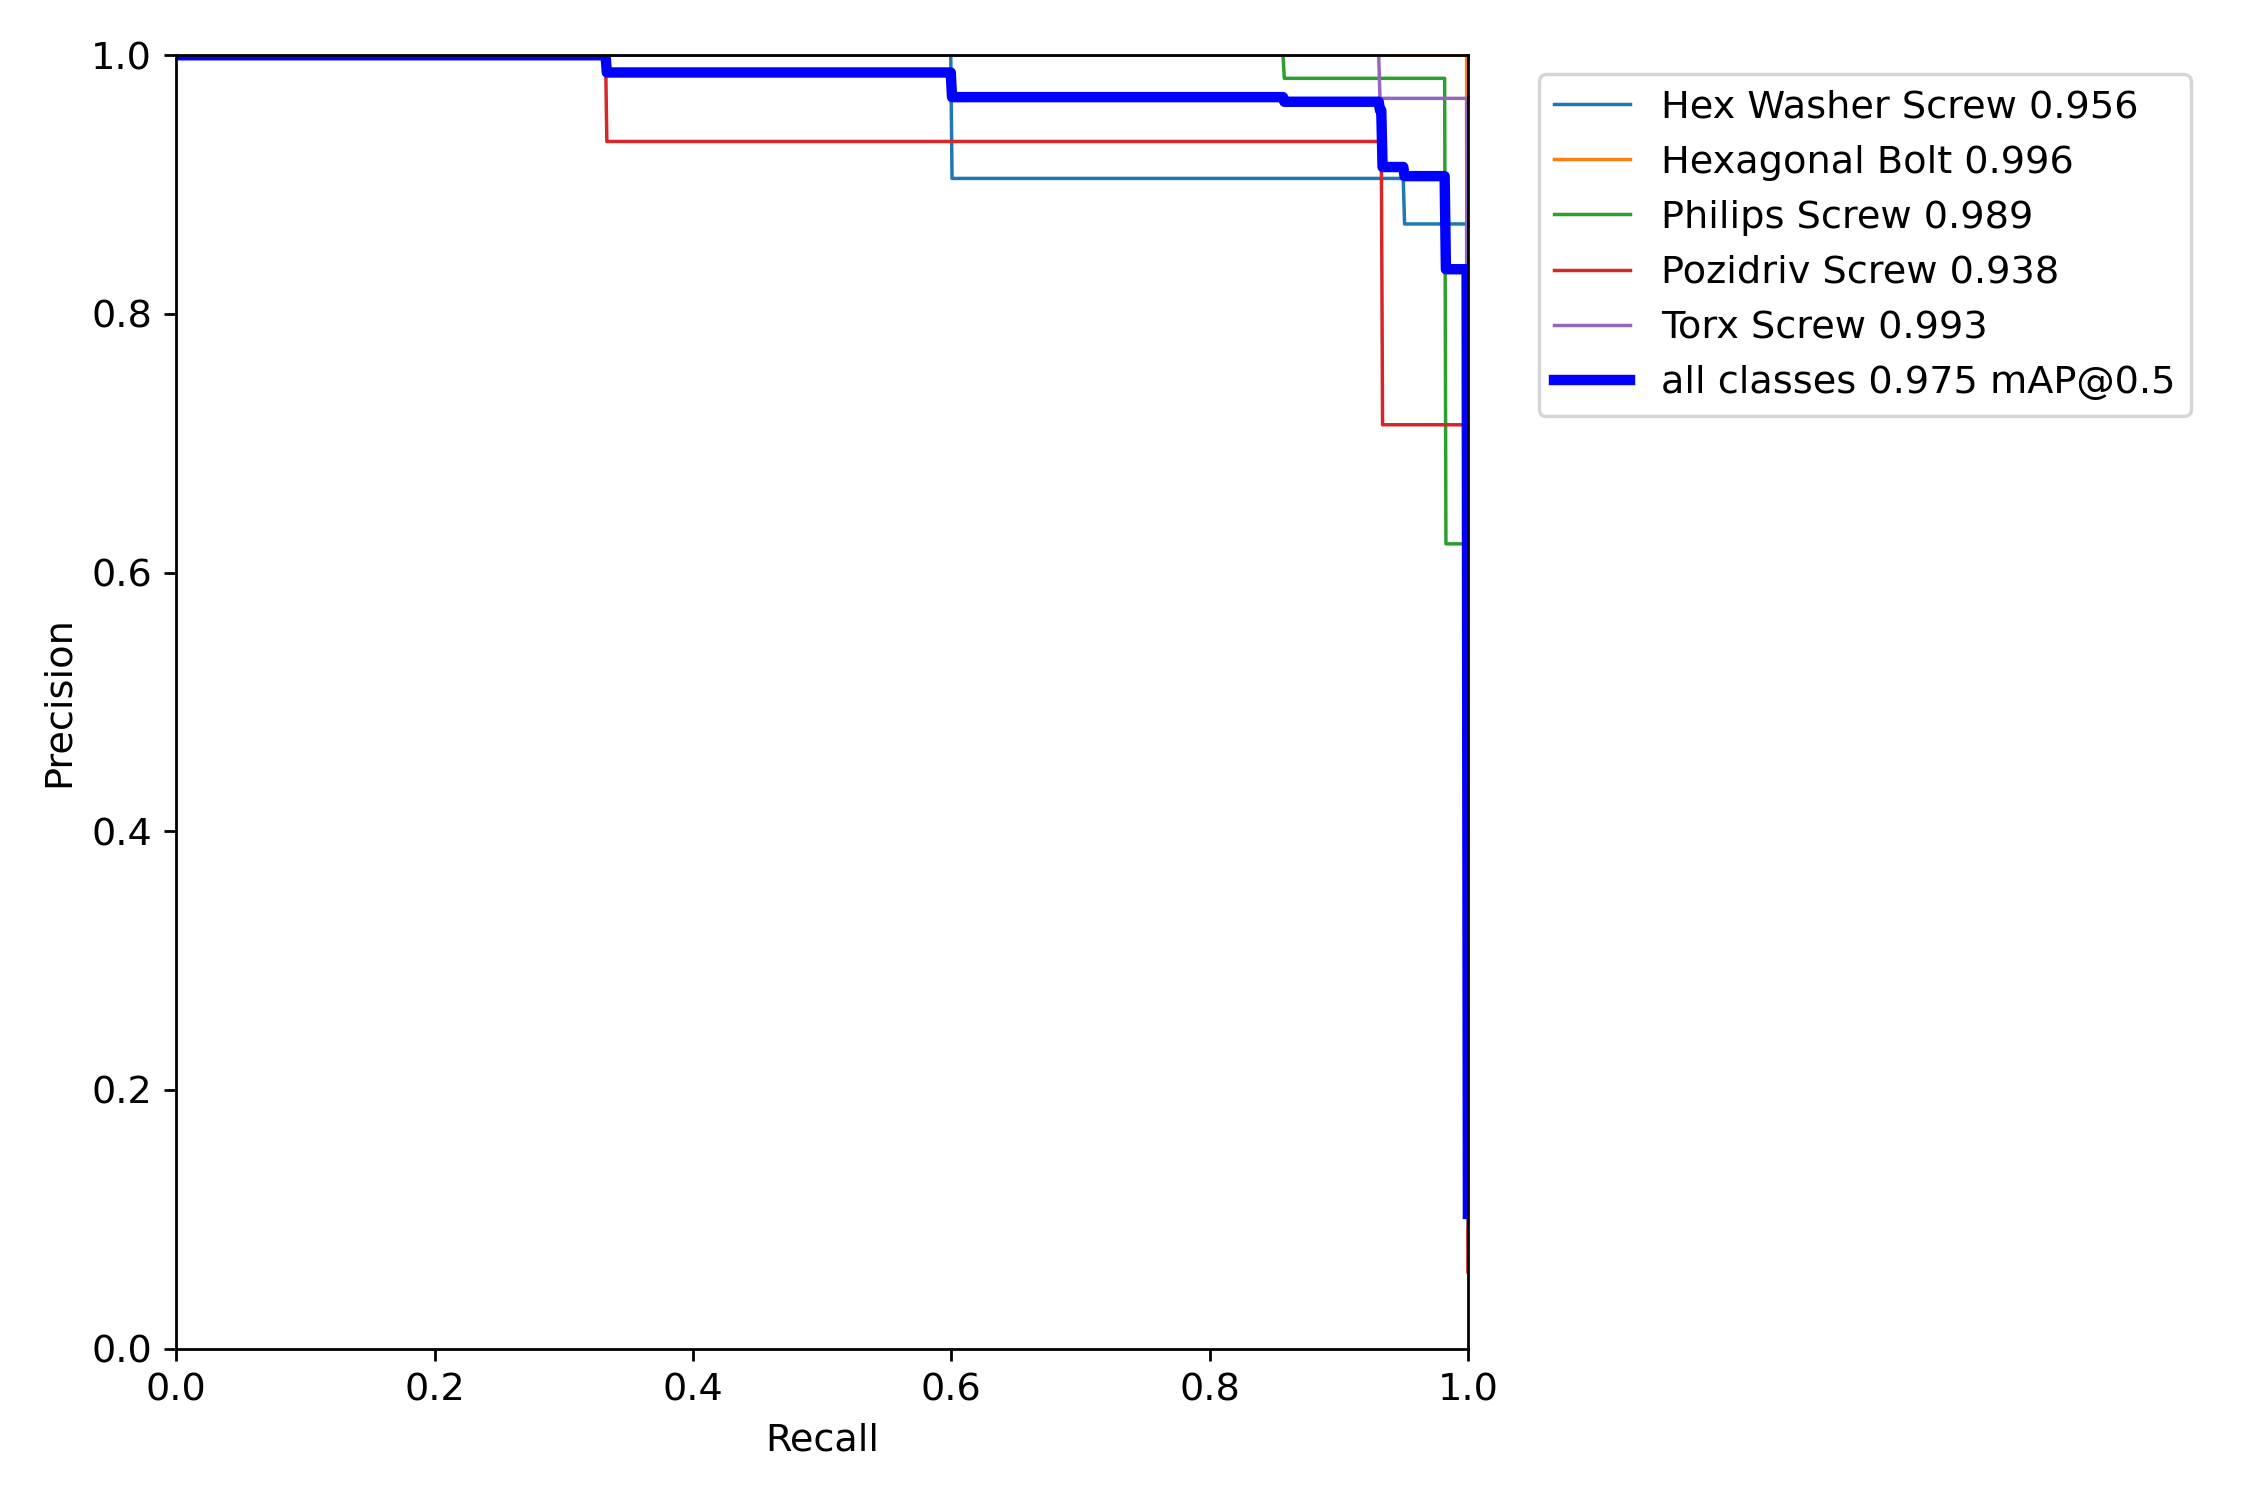 1.0
0.8
0.6
0.4
0.2
0.0
Precision
0.0 0.2 0.4 0.6 0.8 1.0
Recall
Hex Washer Screw 0.956
Hexagonal Bolt 0.996
Philips Screw 0.989
Pozidriv Screw 0.938
Torx Screw 0.993
all classes 0.975 mAP@0.5